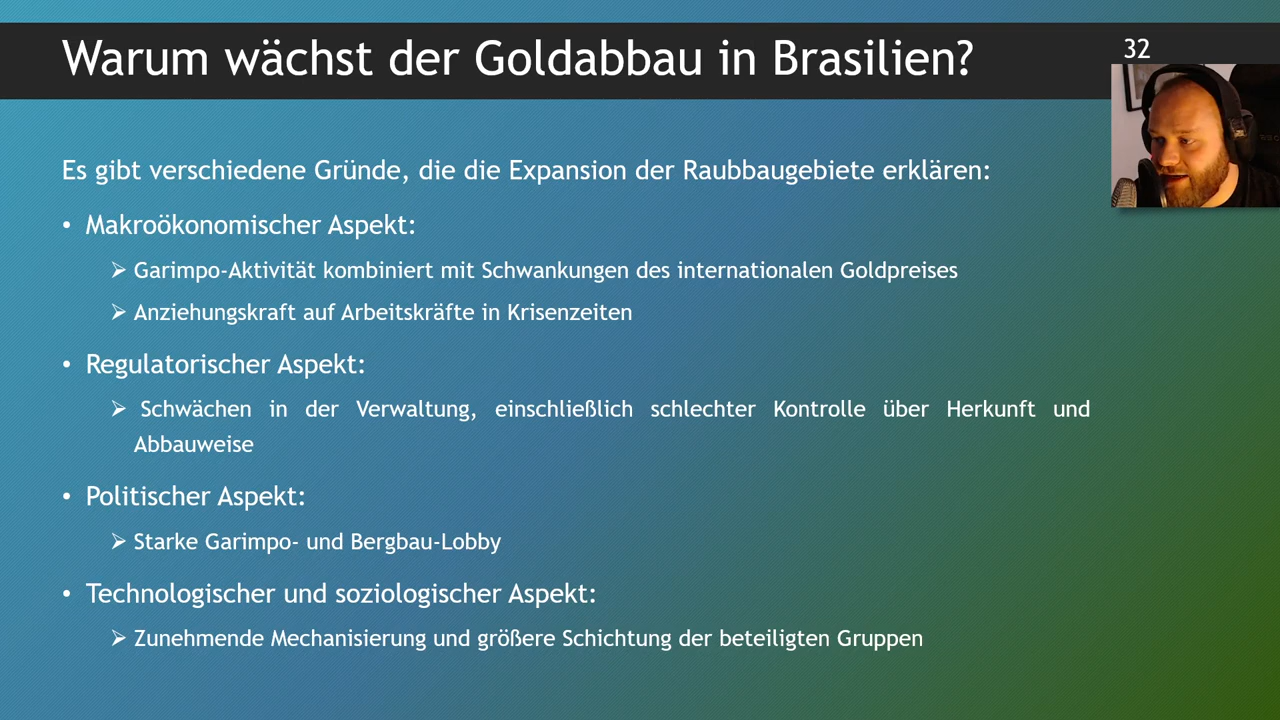 Warum wächst der Goldabbau in Brasilien?
32
Es gibt verschiedene Gründe, die die Expansion der Raubbaugebiete erklären:
• Makroökonomischer Aspekt:
➢ Garimpo-Aktivität kombiniert mit Schwankungen des internationalen Goldpreises
➢ Anziehungskraft auf Arbeitskräfte in Krisenzeiten
• Regulatorischer Aspekt:
➢ Schwächen in der Verwaltung, einschließlich schlechter Kontrolle über Herkunft und
Abbauweise
• Politischer Aspekt:
➢ Starke Garimpo- und Bergbau-Lobby
• Technologischer und soziologischer Aspekt:
➢ Zunehmende Mechanisierung und größere Schichtung der beteiligten Gruppen